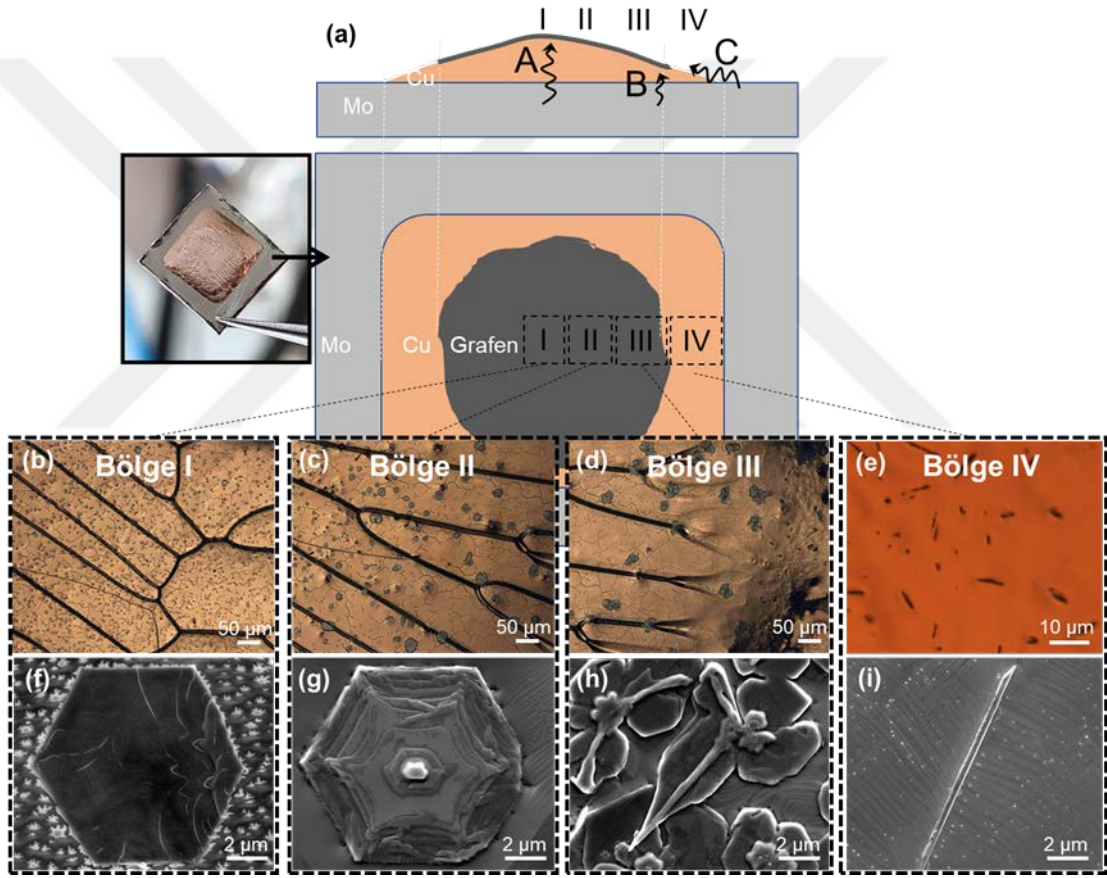 (a)
I II III IV
A
B
C
Cu
Mo
Mo
Cu
Grafen
I
II
III
IV
(b) Bölge I
50 µm
(c) Bölge II
50 µm
(d) Bölge III
50 µm
(e) Bölge IV
10 µm
(f)
2 µm
(g)
2 µm
(h)
2 µm
(i)
2 µm